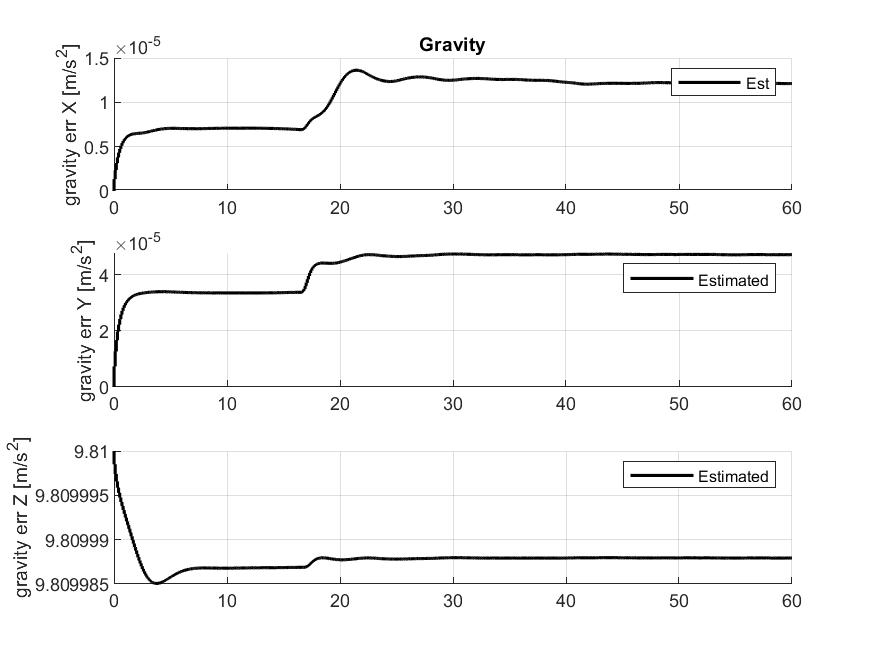 Gravity
×10-5
gravity err X [m/s2]
1.5
1
0.5
0
Est
0 10 20 30 40 50 60
×10-5
gravity err Y [m/s2]
4
2
0
Estimated
0 10 20 30 40 50 60
gravity err Z [m/s2]
9.81
9.809995
9.80999
9.809985
Estimated
0 10 20 30 40 50 60